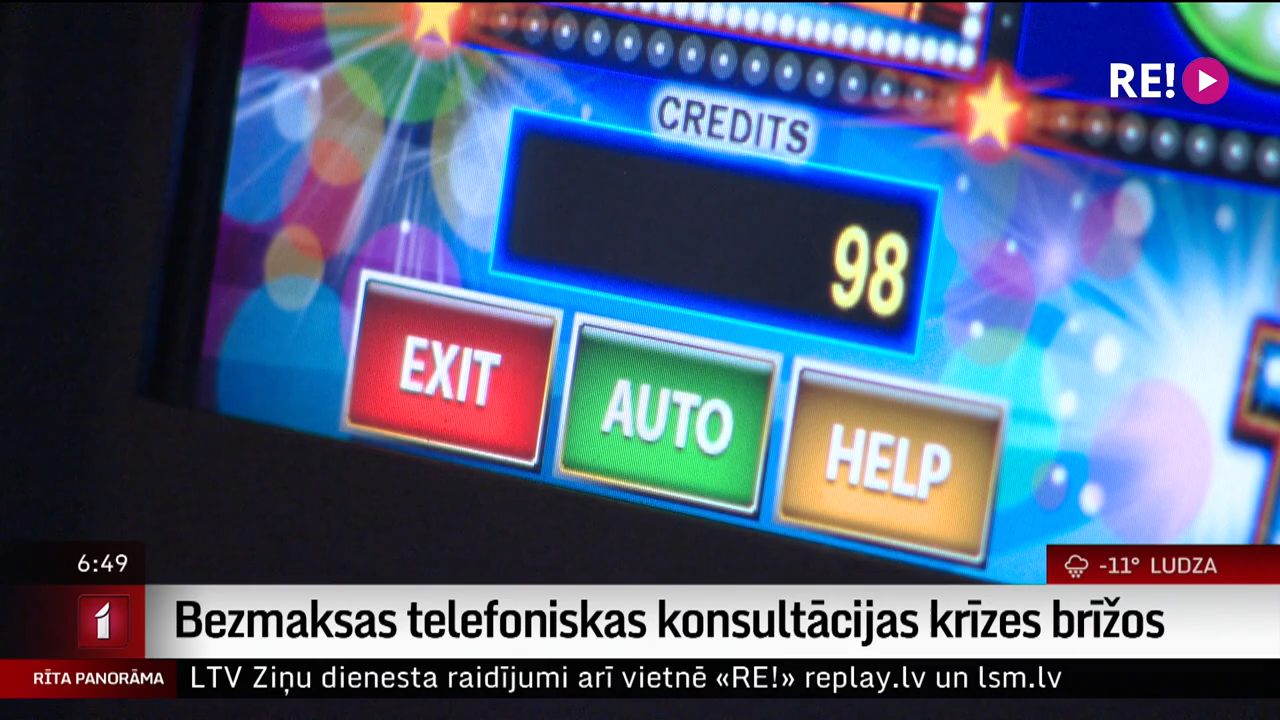 RE!
CREDITS
98
EXIT
AUTO
HELP
6:49
-11° LUDZA
1
Bezmaksas telefoniskas konsultācijas krīzes brīžos
RĪTA PANORĀMA
LTV Ziņu dienesta raidījumi arī vietnē «RE!» replay.lv un lsm.lv